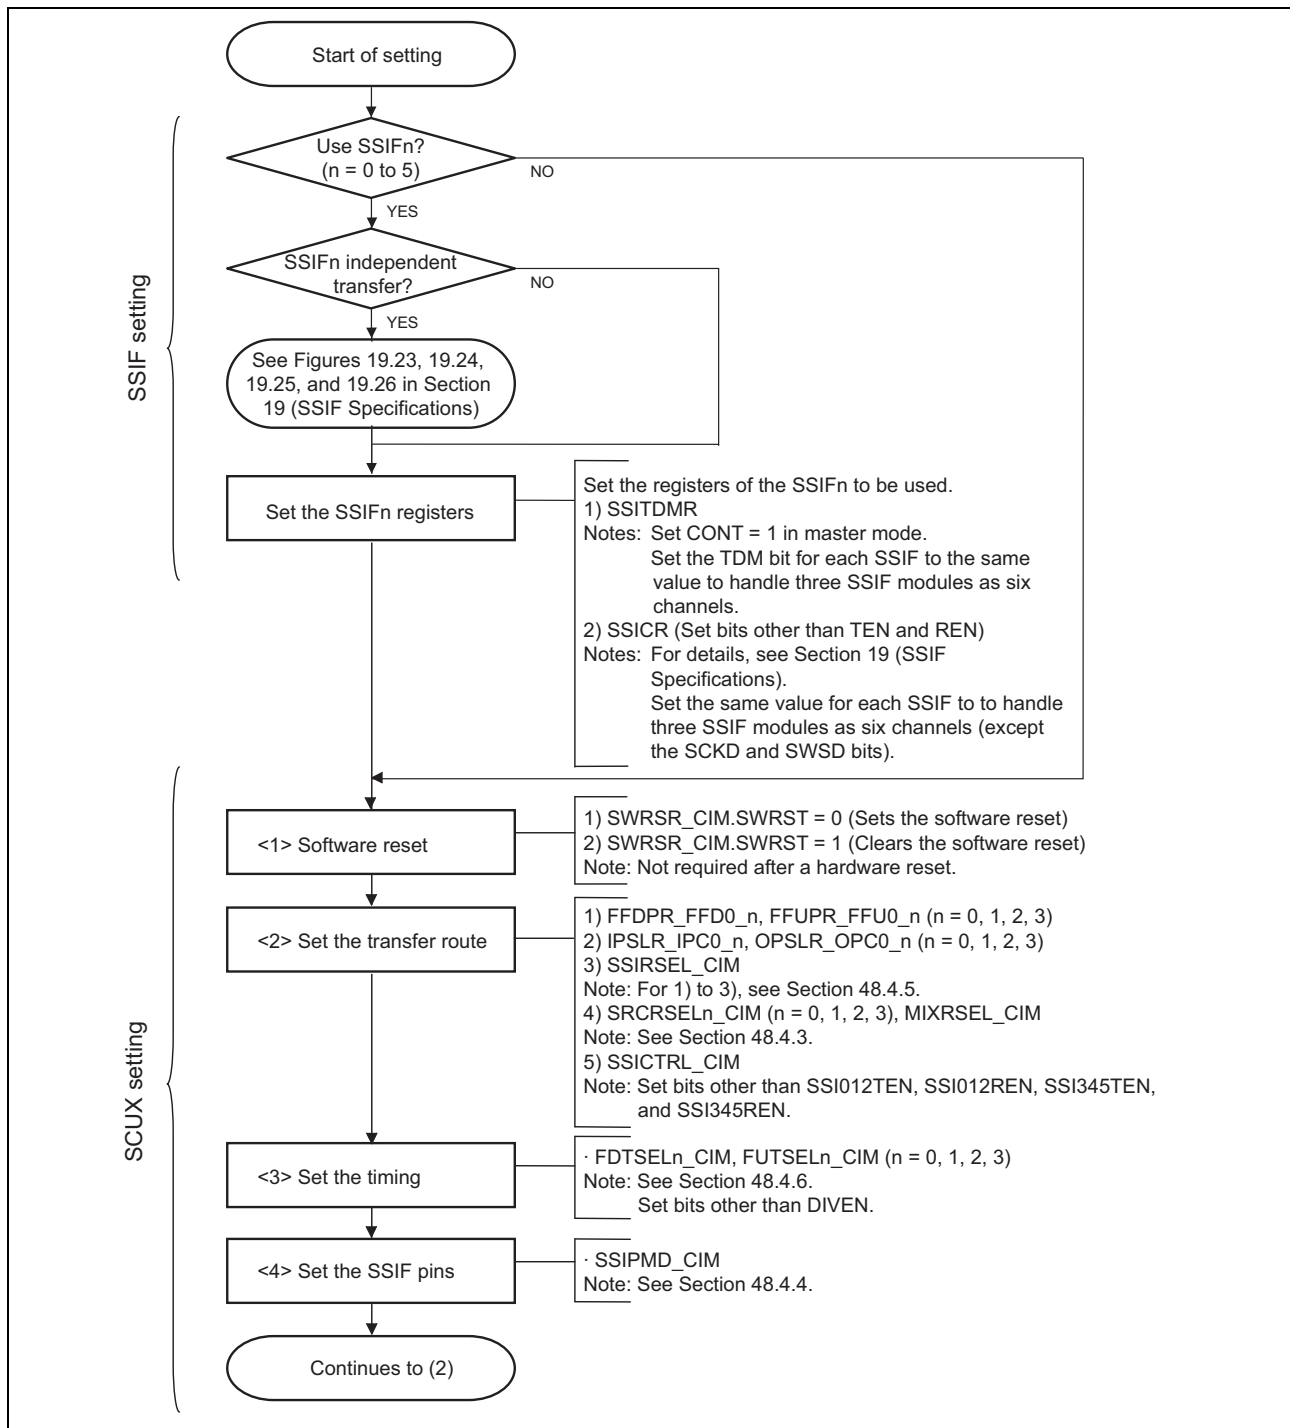 Start of setting
Use SSIFn?
(n = 0 to 5)
NO
YES
SSIFn independent
transfer?
NO
YES
See Figures 19.23, 19.24,
19.25, and 19.26 in Section
19 (SSIF Specifications)
SSIF setting
Set the SSIFn registers
Set the registers of the SSIFn to be used.
1) SSITDMR
Notes: Set CONT = 1 in master mode.
Set the TDM bit for each SSIF to the same
value to handle three SSIF modules as six
channels.
2) SSICR (Set bits other than TEN and REN)
Notes: For details, see Section 19 (SSIF
Specifications).
Set the same value for each SSIF to to handle
three SSIF modules as six channels (except
the SCKD and SWSD bits).
SCUX setting
<1> Software reset
1) SWRSR_CIM.SWRST = 0 (Sets the software reset)
2) SWRSR_CIM.SWRST = 1 (Clears the software reset)
Note: Not required after a hardware reset.
<2> Set the transfer route
1) FFDPR_FFD0_n, FFUPR_FFU0_n (n = 0, 1, 2, 3)
2) IPSLR_IPC0_n, OPSLR_OPC0_n (n = 0, 1, 2, 3)
3) SSIRSEL_CIM
Note: For 1) to 3), see Section 48.4.5.
4) SRCRSELn_CIM (n = 0, 1, 2, 3), MIXRSEL_CIM
Note: See Section 48.4.3.
5) SSICTRL_CIM
Note: Set bits other than SSI012TEN, SSI012REN, SSI345TEN,
and SSI345REN.
<3> Set the timing
· FDTSELn_CIM, FUTSELn_CIM (n = 0, 1, 2, 3)
Note: See Section 48.4.6.
Set bits other than DIVEN.
<4> Set the SSIF pins
· SSIPMD_CIM
Note: See Section 48.4.4.
Continues to (2)